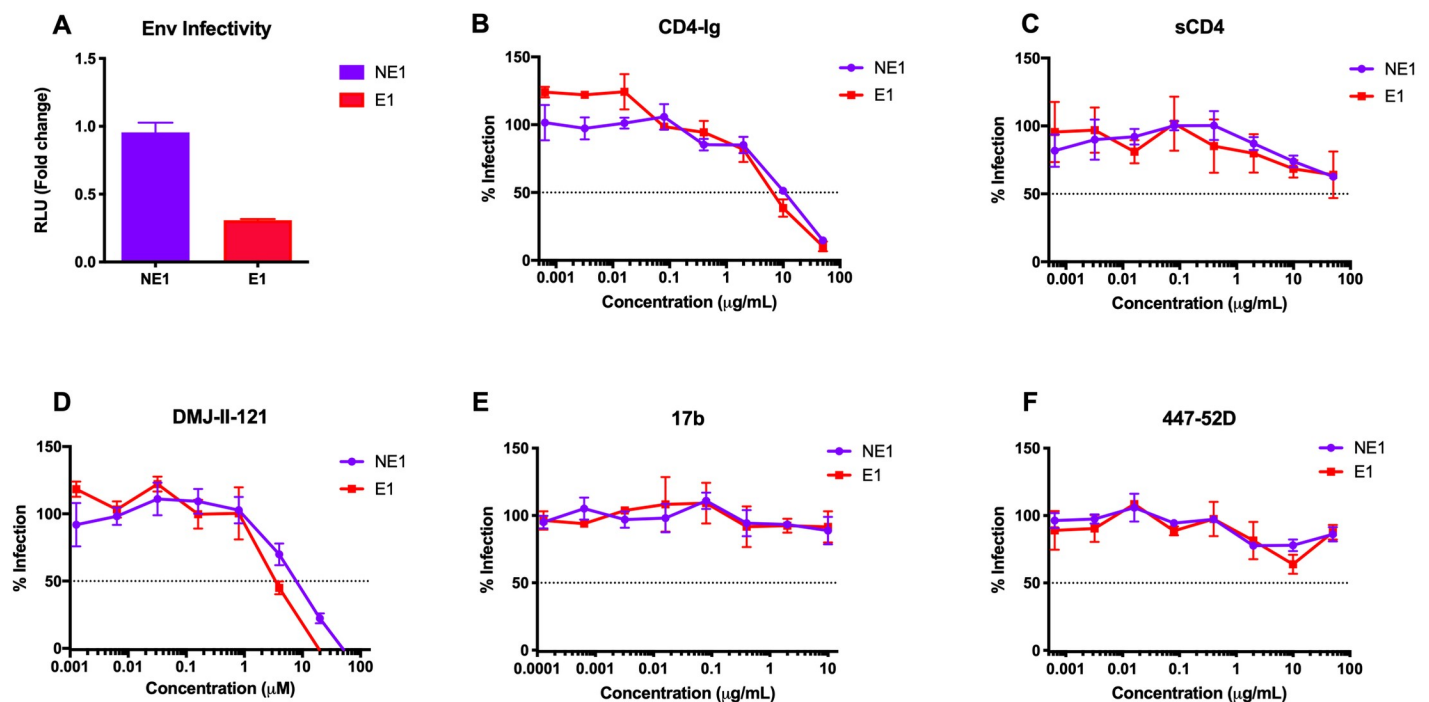 A
Env Infectivity
RLU (Fold change)
1.5
1.0
0.5
0.0
NE1
E1
NE1
E1
B
CD4-Ig
% Infection
150
100
50
0
0.001
0.01
0.1
1
10
100
Concentration (μg/mL)
NE1
E1
C
sCD4
% Infection
150
100
50
0
0.001
0.01
0.1
1
10
100
Concentration (μg/mL)
NE1
E1
D
DMJ-II-121
% Infection
150
100
50
0
0.001
0.01
0.1
1
10
100
Concentration (μM)
NE1
E1
E
17b
% Infection
150
100
50
0
0.0001
0.001
0.01
0.1
1
10
Concentration (μg/mL)
NE1
E1
F
447-52D
% Infection
150
100
50
0
0.001
0.01
0.1
1
10
100
Concentration (μg/mL)
NE1
E1